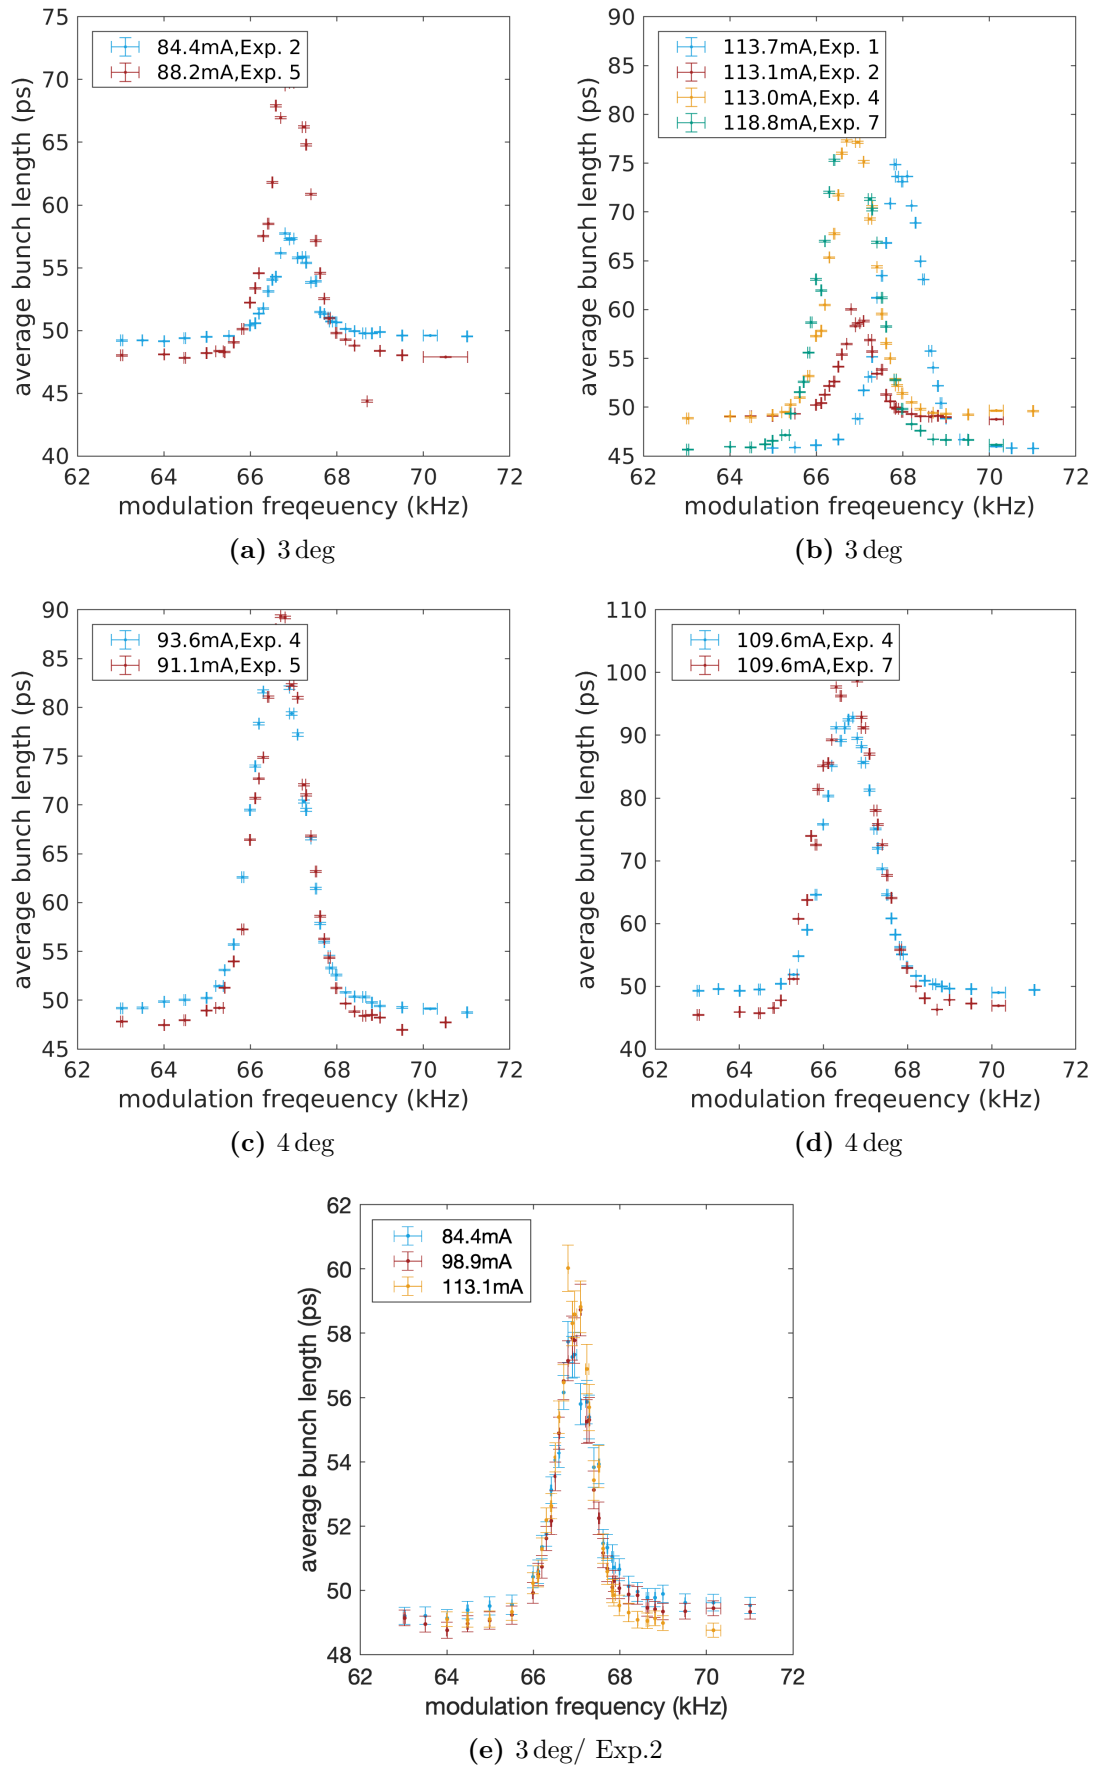 75
70
65
60
55
50
45
40
62
64
66
68
70
72
average bunch length (ps)
modulation freqeuency (kHz)
84.4mA,Exp. 2
88.2mA,Exp. 5
(a) 3 deg
90
85
80
75
70
65
60
55
50
45
62
64
66
68
70
72
average bunch length (ps)
modulation freqeuency (kHz)
113.7mA,Exp. 1
113.1mA,Exp. 2
113.0mA,Exp. 4
118.8mA,Exp. 7
(b) 3 deg
90
85
80
75
70
65
60
55
50
45
62
64
66
68
70
72
average bunch length (ps)
modulation freqeuency (kHz)
93.6mA,Exp. 4
91.1mA,Exp. 5
(c) 4 deg
110
100
90
80
70
60
50
40
62
64
66
68
70
72
average bunch length (ps)
modulation freqeuency (kHz)
109.6mA,Exp. 4
109.6mA,Exp. 7
(d) 4 deg
62
60
58
56
54
52
50
48
62
64
66
68
70
72
average bunch length (ps)
modulation frequency (kHz)
84.4mA
98.9mA
113.1mA
(e) 3 deg/ Exp.2